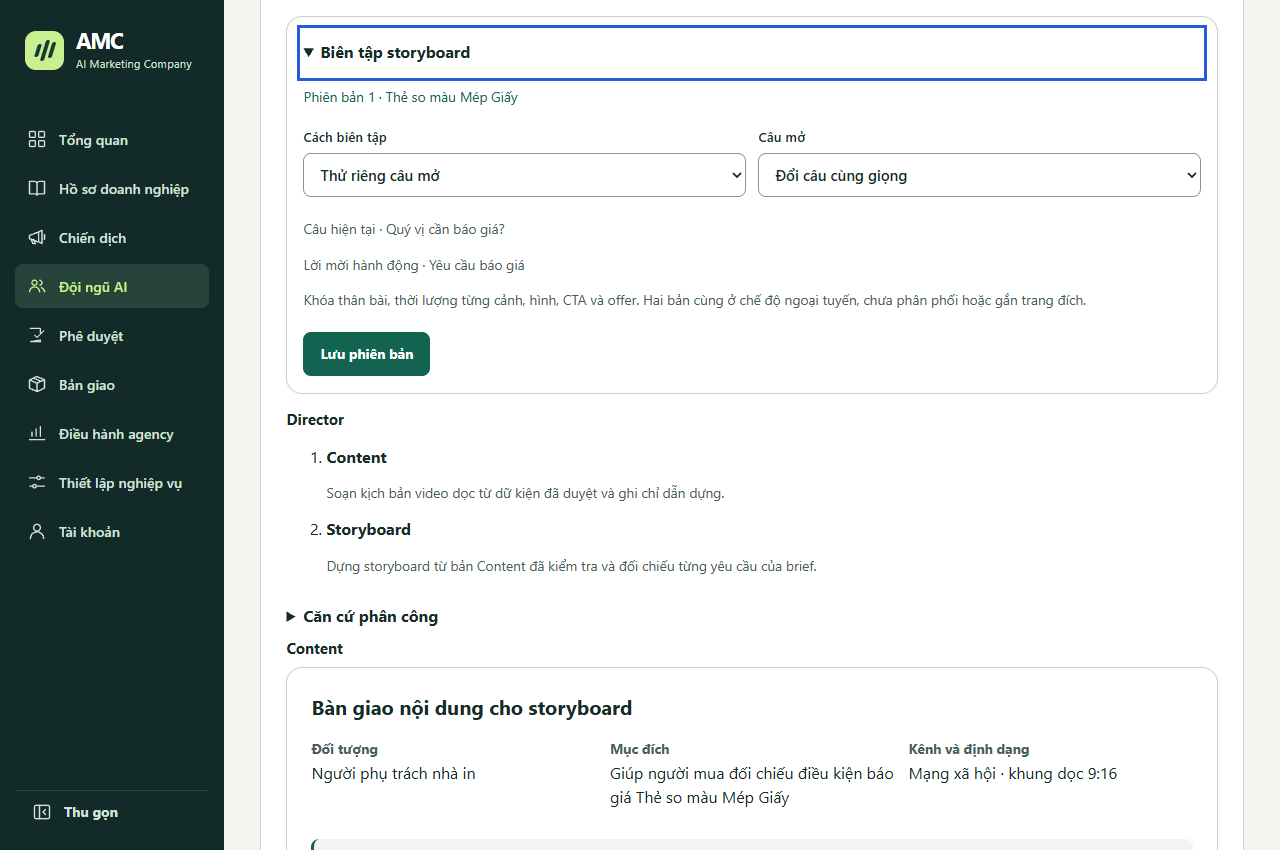 AMC
AI Marketing Company
Tổng quan
Hồ sơ doanh nghiệp
Chiến dịch
Đội ngũ AI
Phê duyệt
Bản giao
Điều hành agency
Thiết lập nghiệp vụ
Tài khoản
Thu gọn
Biên tập storyboard
Phiên bản 1 · Thẻ so màu Mép Giấy
Cách biên tập
Câu mở
Thử riêng câu mở
Đổi câu cùng giọng
Câu hiện tại · Quý vị cần báo giá?
Lời mời hành động · Yêu cầu báo giá
Khóa thân bài, thời lượng từng cảnh, hình, CTA và offer. Hai bản cùng ở chế độ ngoại tuyến, chưa phân phối hoặc gắn trang đích.
Lưu phiên bản
Director
1. Content
Soạn kịch bản video dọc từ dữ kiện đã duyệt và ghi chỉ dẫn dựng.
2. Storyboard
Dựng storyboard từ bản Content đã kiểm tra và đối chiếu từng yêu cầu của brief.
Căn cứ phân công
Content
Bàn giao nội dung cho storyboard
Đối tượng
Người phụ trách nhà in
Mục đích
Giúp người mua đối chiếu điều kiện báo
giá Thẻ so màu Mép Giấy
Kênh và định dạng
Mạng xã hội · khung dọc 9:16